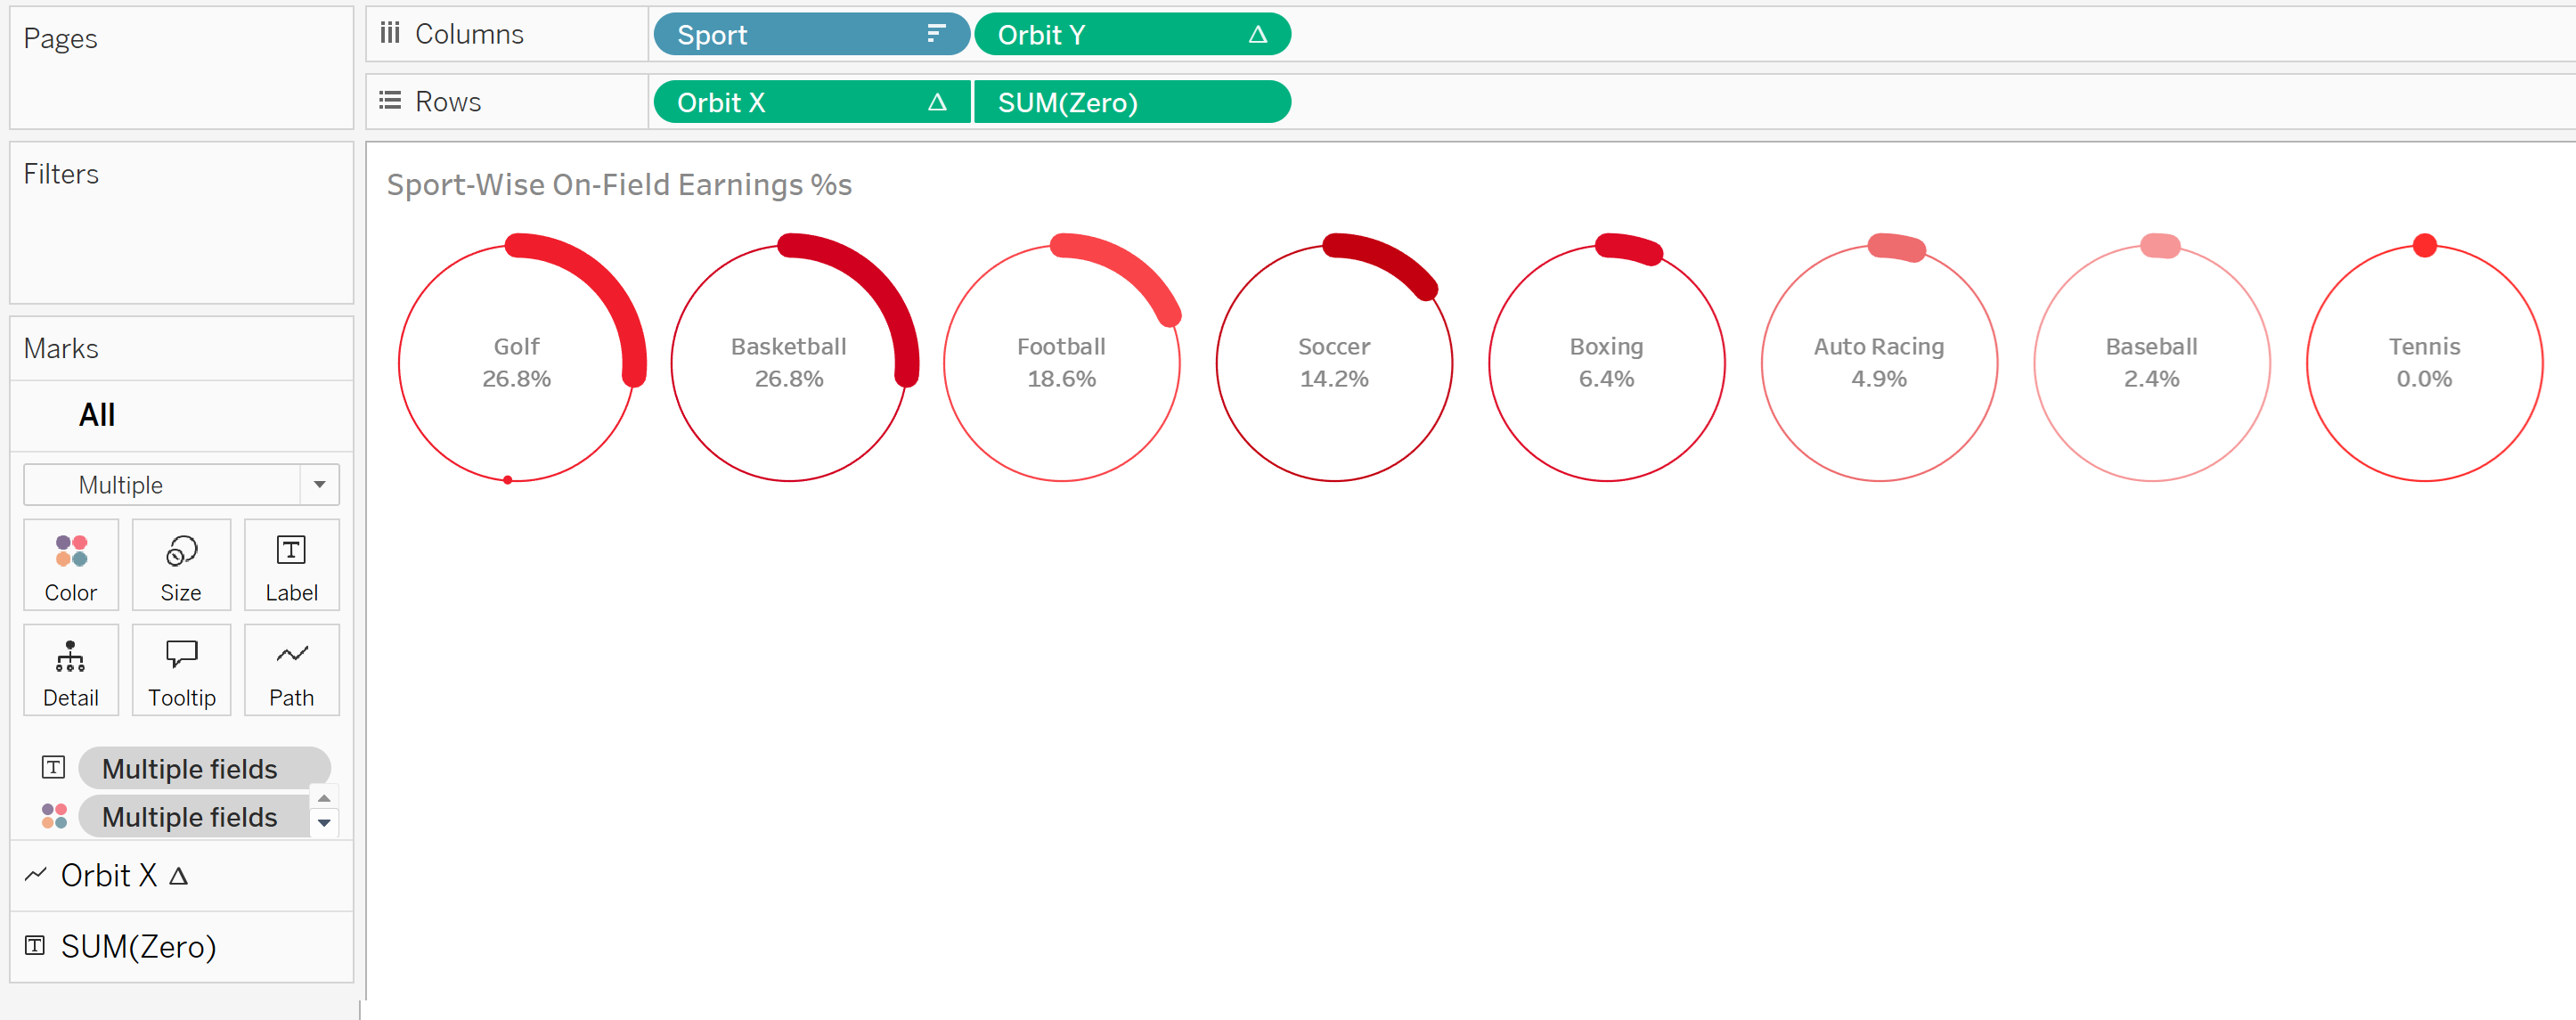 Pages
Columns
Sport
Orbit Y
Rows
Orbit X
SUM(Zero)
Filters
Sport-Wise On-Field Earnings %s
Golf
26.8%
Basketball
26.8%
Football
18.6%
Soccer
14.2%
Boxing
6.4%
Auto Racing
4.9%
Baseball
2.4%
Tennis
0.0%
Marks
All
Multiple
Color
Size
Label
Detail
Tooltip
Path
Multiple fields
Multiple fields
Orbit X
SUM(Zero)